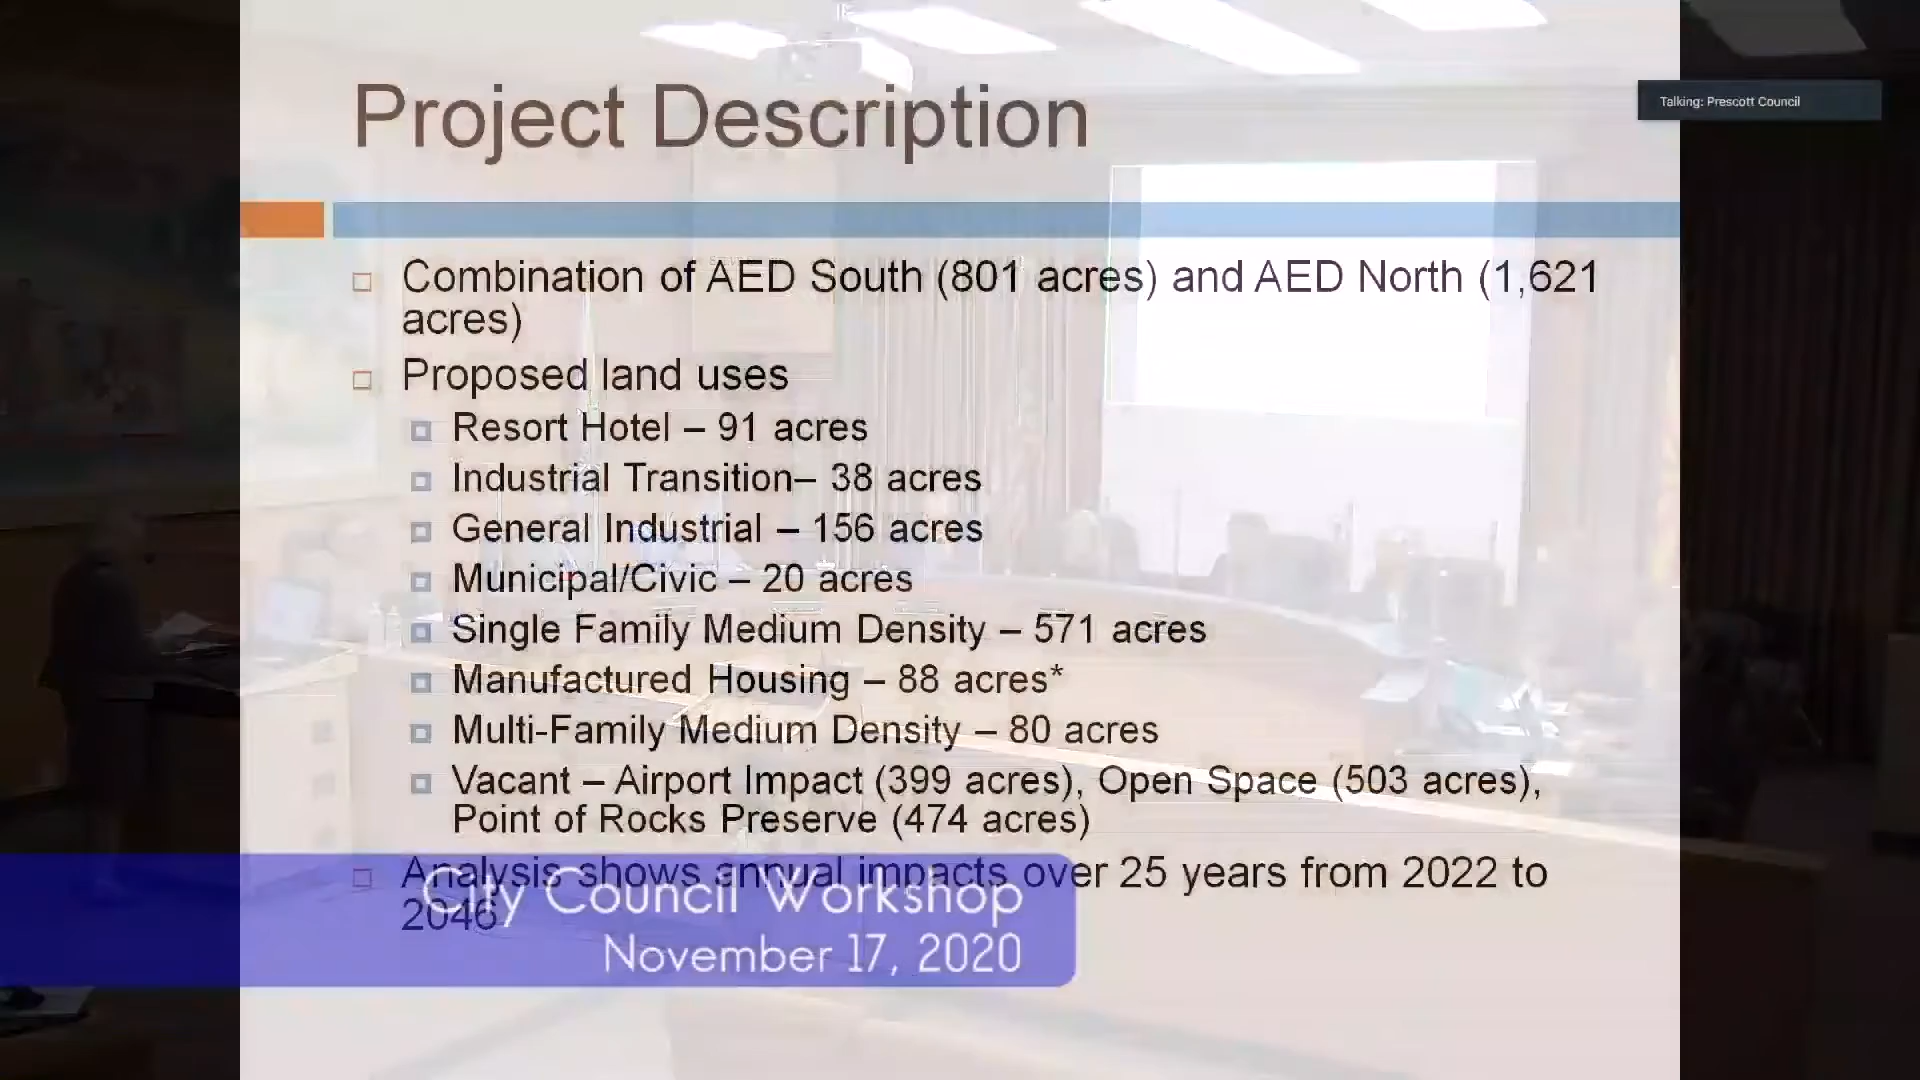 Project Description
Talking: Prescott Council
Combination of AED South (801 acres) and AED North (1,621
acres)
Proposed land uses
Resort Hotel – 91 acres
Industrial Transition– 38 acres
General Industrial – 156 acres
Municipal/Civic – 20 acres
Single Family Medium Density – 571 acres
Manufactured Housing – 88 acres*
Multi-Family Medium Density – 80 acres
Vacant – Airport Impact (399 acres), Open Space (503 acres),
Point of Rocks Preserve (474 acres)
Analysis shows annual impacts over 25 years from 2022 to
2046
City Council Workshop
November 17, 2020